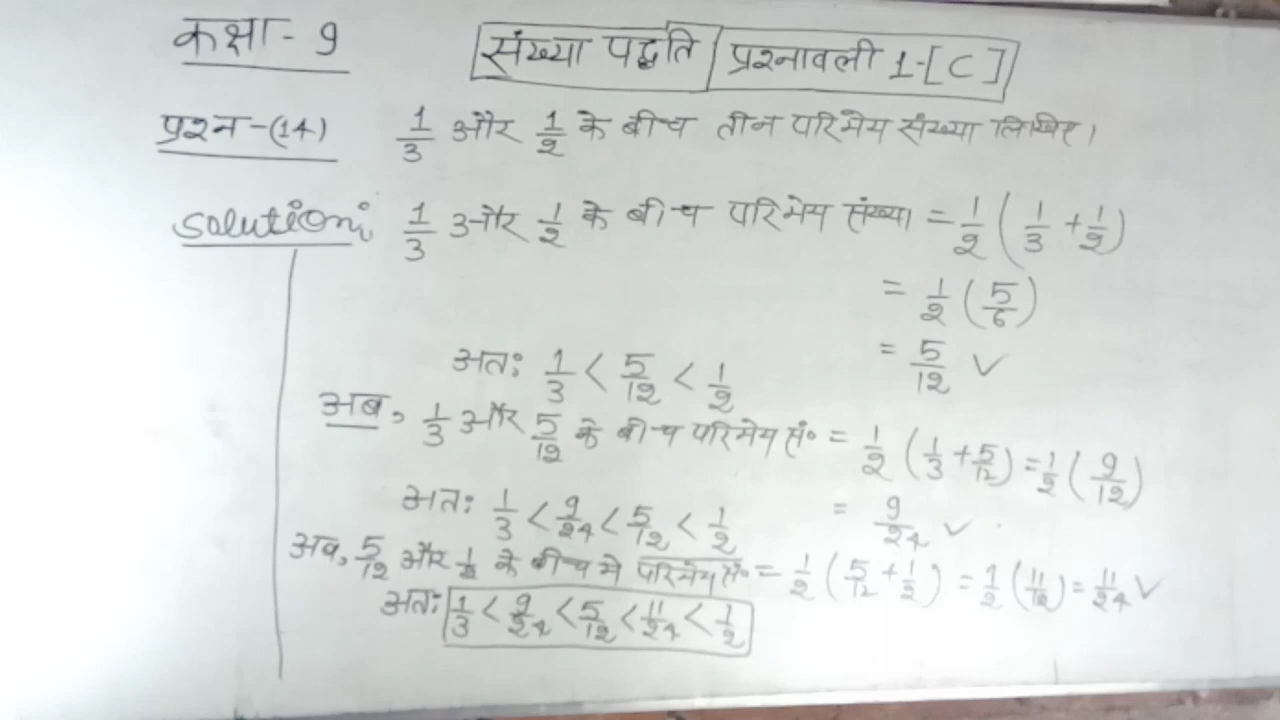 कक्षा - 9
संख्या पद्धति | प्रश्नावली 1-[C]
प्रश्न-(14) 1/3 और 1/2 के बीच तीन परिमेय संख्या लिखिए।
Solution: 1/3 और 1/2 के बीच परिमेय संख्या = 1/2 (1/3 + 1/2)
= 1/2 (5/6)
= 5/12 ✓
अतः 1/3 < 5/12 < 1/2
अब, 1/3 और 5/12 के बीच परिमेय सं० = 1/2 (1/3 + 5/12) = 1/2 (9/12)
= 9/24 ✓
अतः 1/3 < 9/24 < 5/12 < 1/2
अब, 5/12 और 1/2 के बीच में परिमेय सं० = 1/2 (5/12 + 1/2) = 1/2 (11/12) = 11/24 ✓
अतः 1/3 < 9/24 < 5/12 < 11/24 < 1/2